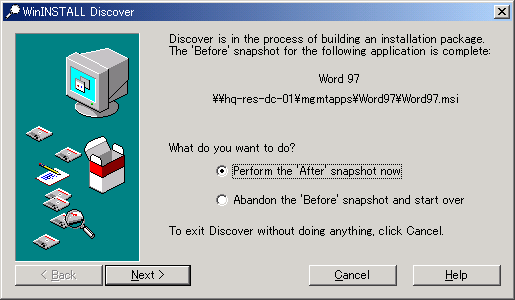 WinINSTALL Discover
Discover is in the process of building an installation package.
The 'Before' snapshot for the following application is complete:
Word 97
\\hq-res-dc-01\mgmtapps\Word97\Word97.msi
What do you want to do?
Perform the 'After' snapshot now
Abandon the 'Before' snapshot and start over
To exit Discover without doing anything, click Cancel.
< Back
Next >
Cancel
Help